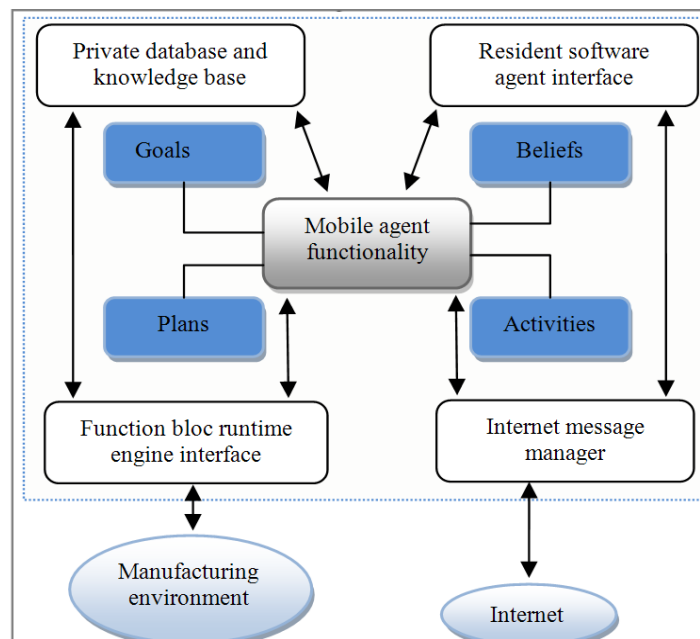 Private database and
knowledge base
Resident software
agent interface
Goals
Beliefs
Mobile agent
functionality
Plans
Activities
Function bloc runtime
engine interface
Internet message
manager
Manufacturing
environment
Internet